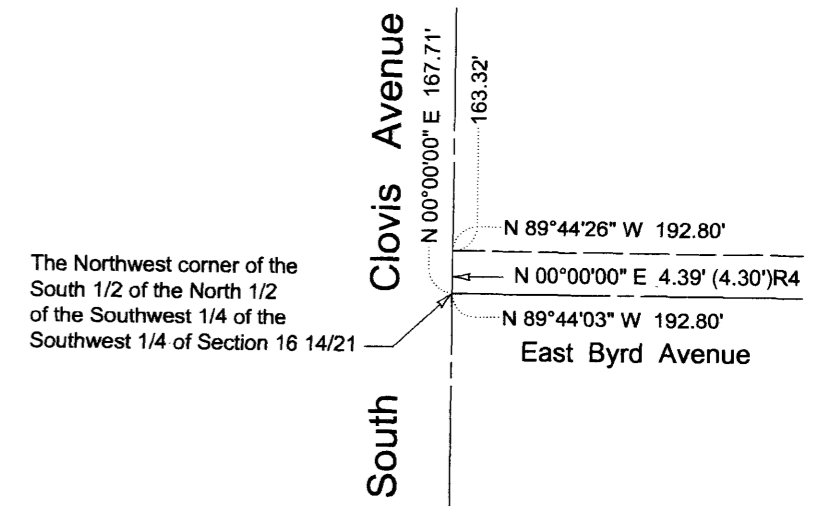 South Clovis Avenue
N 00°00'00" E 167.71'
163.32'
N 89°44'26" W 192.80'
N 00°00'00" E 4.39' (4.30')R4
N 89°44'03" W 192.80'
East Byrd Avenue
The Northwest corner of the
South 1/2 of the North 1/2
of the Southwest 1/4 of the
Southwest 1/4 of Section 16 14/21